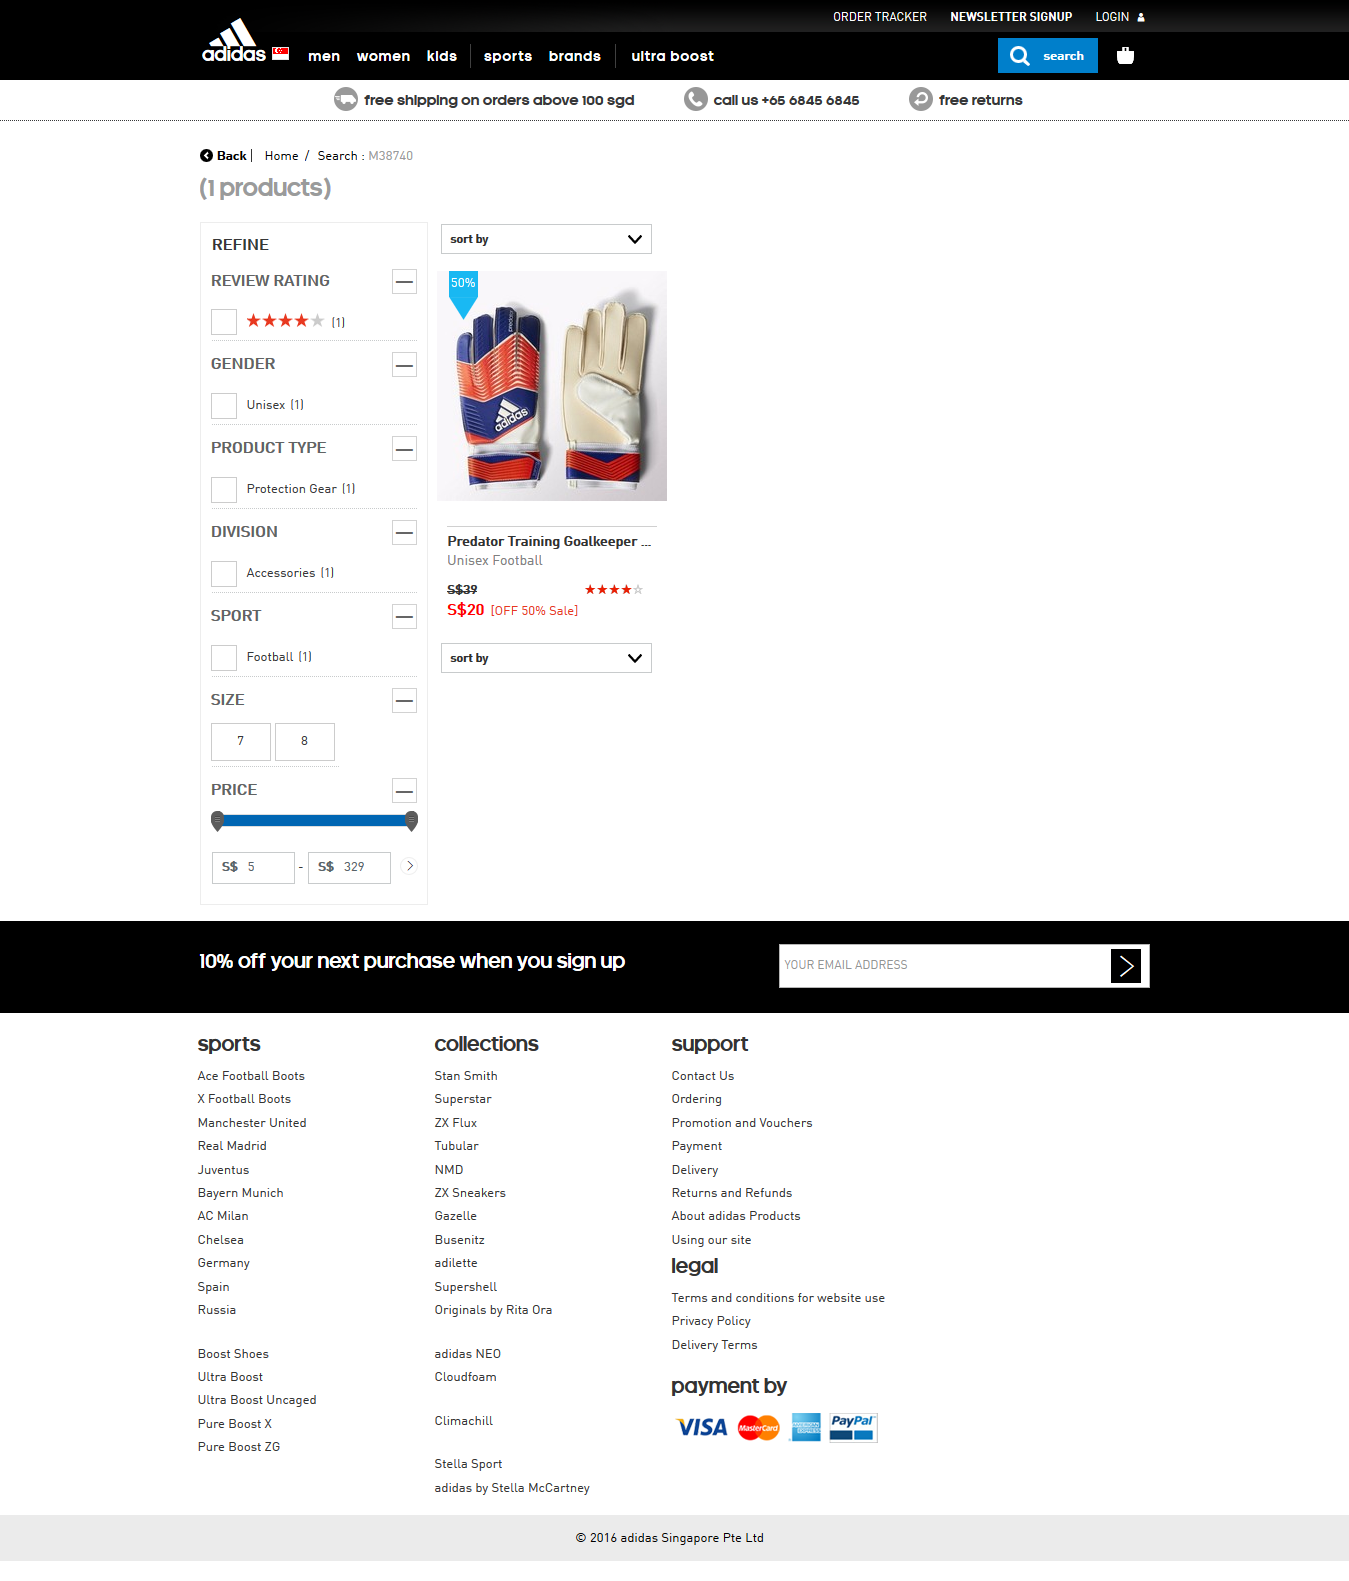 ORDER TRACKER NEWSLETTER SIGNUP LOGIN
adidas men women kids sports brands ultra boost search
free shipping on orders above 100 sgd call us +65 6845 6845 free returns
Back | Home / Search : M38740
(1 products)
REFINE
REVIEW RATING
(1)
GENDER
Unisex (1)
PRODUCT TYPE
Protection Gear (1)
DIVISION
Accessories (1)
SPORT
Football (1)
SIZE
7 8
PRICE
S$ 5 - S$ 329
sort by
50%
predator
adidas
Predator Training Goalkeeper ...
Unisex Football
S$39
S$20 [OFF 50% Sale]
sort by
10% off your next purchase when you sign up
YOUR EMAIL ADDRESS
sports
Ace Football Boots
X Football Boots
Manchester United
Real Madrid
Juventus
Bayern Munich
AC Milan
Chelsea
Germany
Spain
Russia
Boost Shoes
Ultra Boost
Ultra Boost Uncaged
Pure Boost X
Pure Boost ZG
collections
Stan Smith
Superstar
ZX Flux
Tubular
NMD
ZX Sneakers
Gazelle
Busenitz
adilette
Supershell
Originals by Rita Ora
adidas NEO
Cloudfoam
Climachill
Stella Sport
adidas by Stella McCartney
support
Contact Us
Ordering
Promotion and Vouchers
Payment
Delivery
Returns and Refunds
About adidas Products
Using our site
legal
Terms and conditions for website use
Privacy Policy
Delivery Terms
payment by
VISA MasterCard AMERICAN EXPRESS PayPal
© 2016 adidas Singapore Pte Ltd